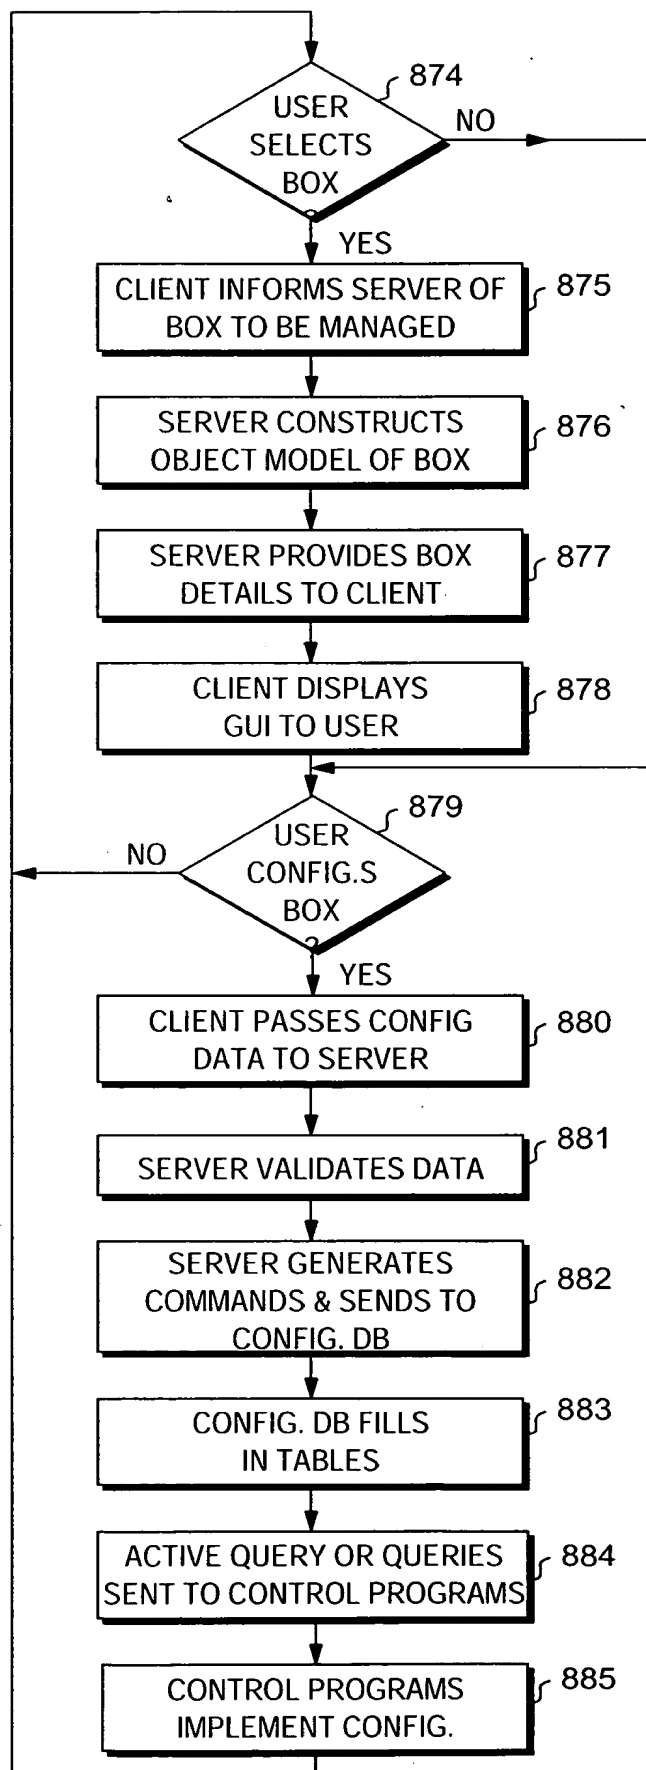 874
USER
SELECTS
BOX
?
NO
YES
CLIENT INFORMS SERVER OF
BOX TO BE MANAGED
875
SERVER CONSTRUCTS
OBJECT MODEL OF BOX
876
SERVER PROVIDES BOX
DETAILS TO CLIENT
877
CLIENT DISPLAYS
GUI TO USER
878
879
USER
CONFIG.S
BOX
?
NO
YES
CLIENT PASSES CONFIG
DATA TO SERVER
880
SERVER VALIDATES DATA
881
SERVER GENERATES
COMMANDS & SENDS TO
CONFIG. DB
882
CONFIG. DB FILLS
IN TABLES
883
ACTIVE QUERY OR QUERIES
SENT TO CONTROL PROGRAMS
884
CONTROL PROGRAMS
IMPLEMENT CONFIG.
885